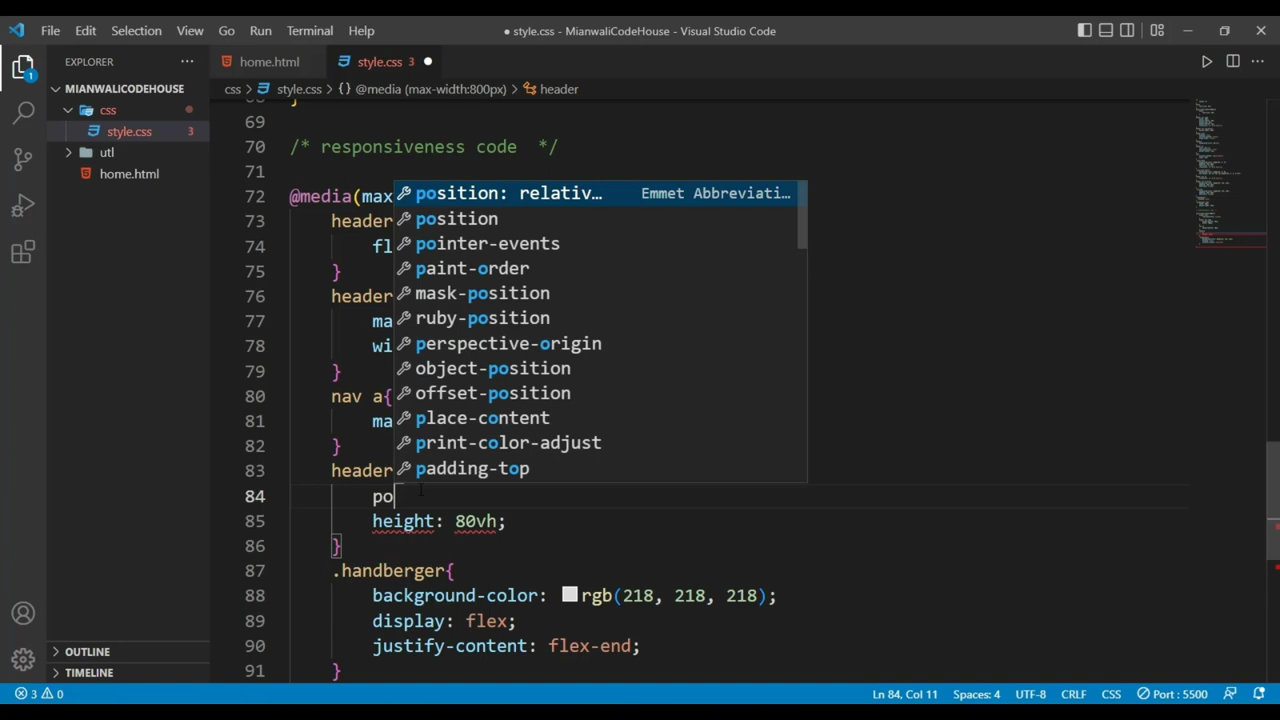 File Edit Selection View Go Run Terminal Help
● style.css - MianwaliCodeHouse - Visual Studio Code
EXPLORER
home.html
style.css 3
MIANWALICODEHOUSE
css > style.css > {} @media (max-width:800px) > header
css
style.css 3
utl
home.html
69
70 /* responsiveness code */
71
72 @media(max
73 header
74 fl
75 }
76 header
77 ma
78 wi
79 }
80 nav a{
81 ma
82 }
83 header
84 po
85 height: 80vh;
86 }
87 .handberger{
88 background-color: rgb(218, 218, 218);
89 display: flex;
90 justify-content: flex-end;
91 }
position: relativ… Emmet Abbreviati…
position
pointer-events
paint-order
mask-position
ruby-position
perspective-origin
object-position
offset-position
place-content
print-color-adjust
padding-top
1
OUTLINE
TIMELINE
3 0
Ln 84, Col 11 Spaces: 4 UTF-8 CRLF CSS Port : 5500